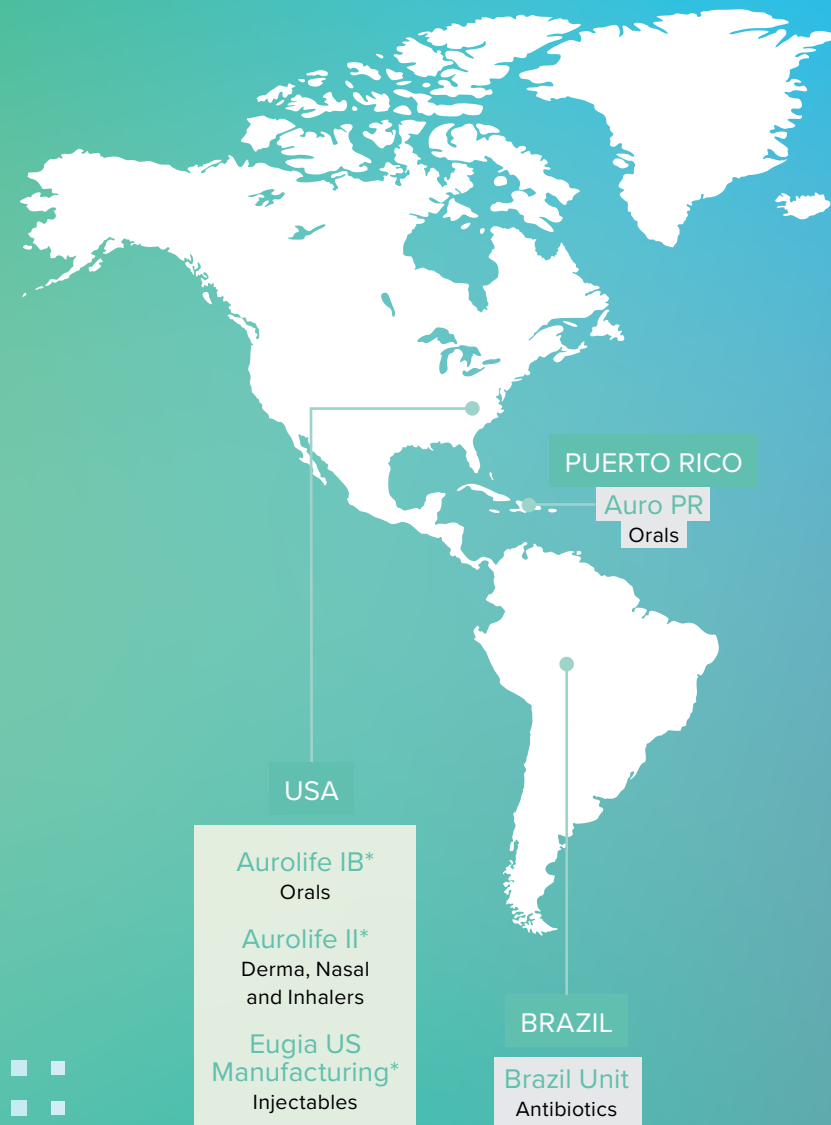 PUERTO RICO
Auro PR
Orals
USA
Aurolife IB*
Orals
Aurolife II*
Derma, Nasal
and Inhalers
Eugia US
Manufacturing*
Injectables
BRAZIL
Brazil Unit
Antibiotics